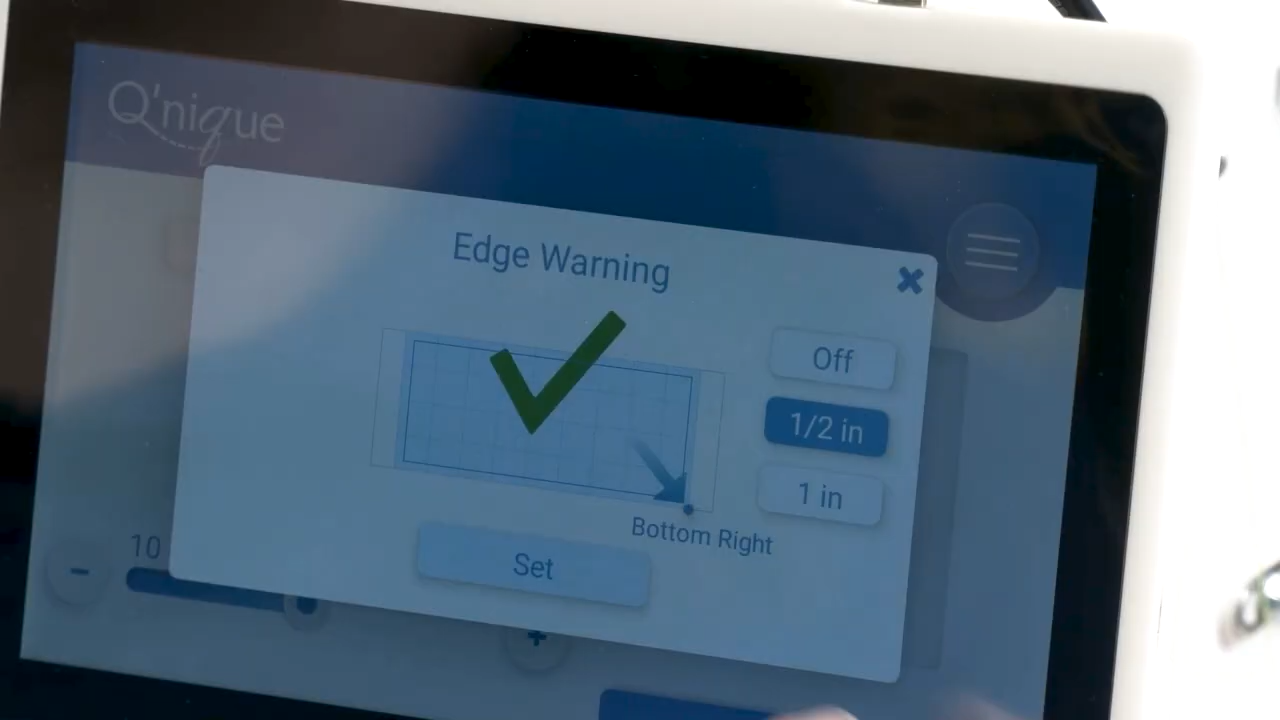 Q'nique
Edge Warning
Off
1/2 in
1 in
Bottom Right
Set
10